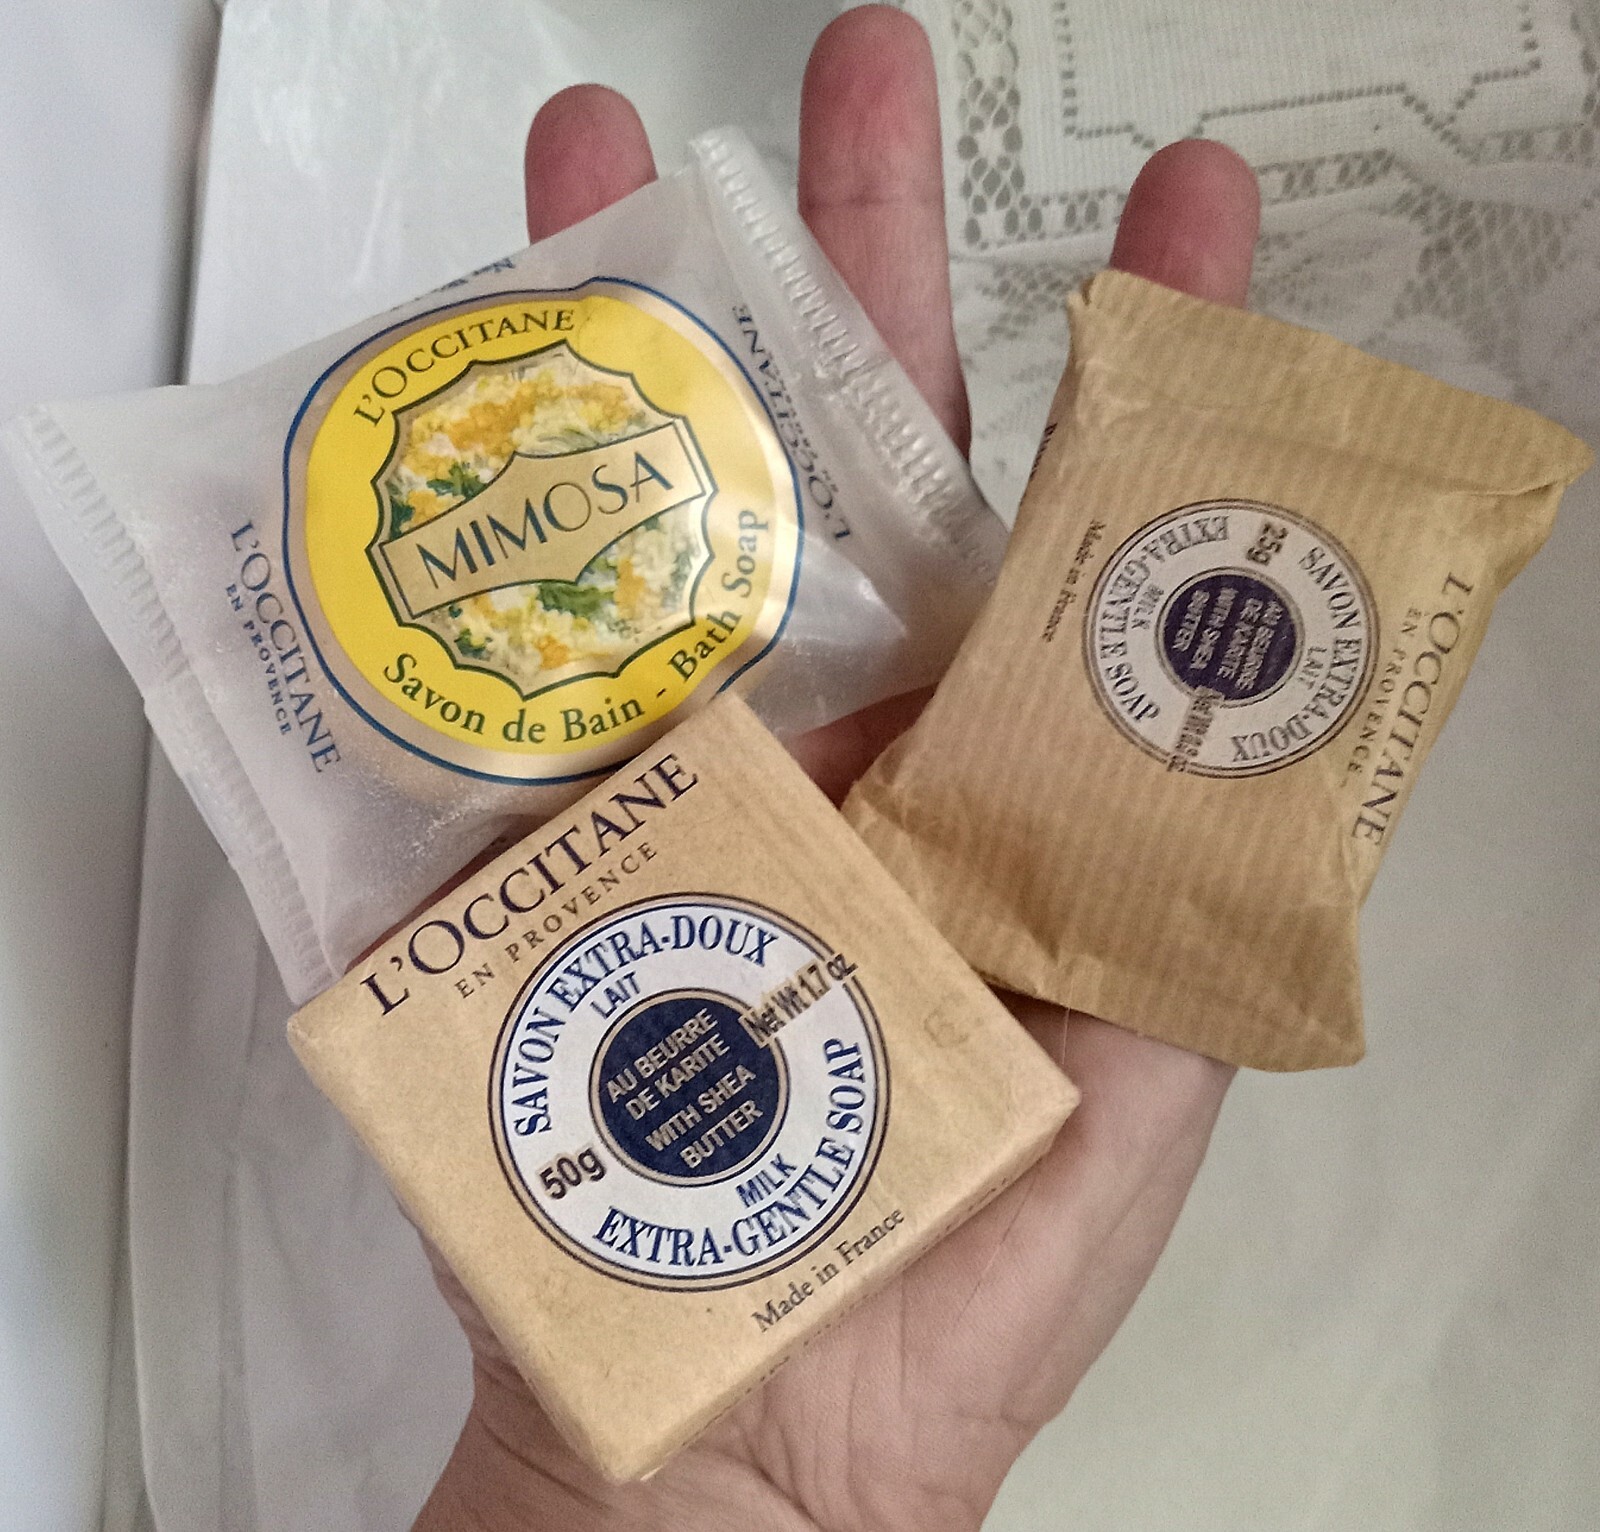 L'OCCITANE
MIMOSA
Savon de Bain - Bath Soap
L'OCCITANE
EN PROVENCE
L'OCCITANE
L'OCCITANE
EN PROVENCE
SAVON EXTRA-DOUX
LAIT
Net Wt 1.7 oz
AU BEURRE
DE KARITE
WITH SHEA
BUTTER
50g
MILK
EXTRA-GENTLE SOAP
Made in France
L'OCCITANE
EN PROVENCE
SAVON EXTRA-DOUX
LAIT
25g
AU BEURRE
DE KARITE
WITH SHEA
BUTTER
MILK
EXTRA-GENTLE SOAP
Made in France